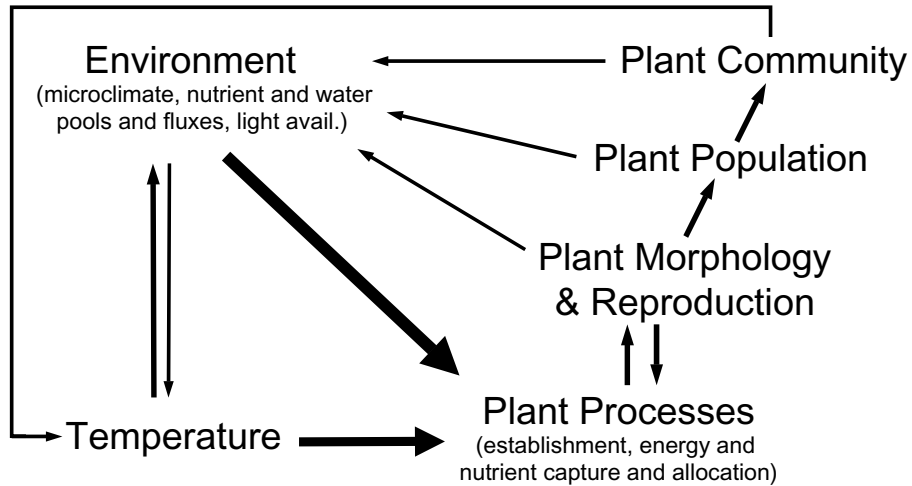 Environment
(microclimate, nutrient and water
pools and fluxes, light avail.)
Plant Community
Plant Population
Plant Morphology
& Reproduction
Plant Processes
(establishment, energy and
nutrient capture and allocation)
Temperature